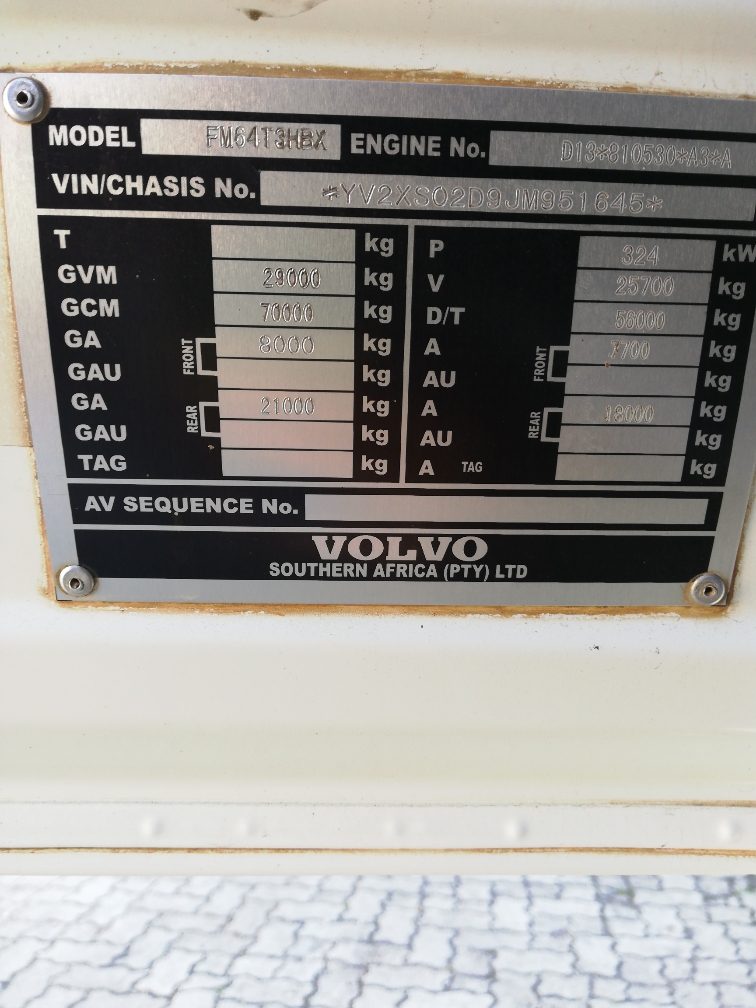 MODEL FM64T3HBX ENGINE No. D13*810530*A3*A
VIN/CHASIS No. *YV2XS02D9JM951645*
T kg P 324 kW
GVM 29000 kg V 25700 kg
GCM 70000 kg D/T 56000 kg
GA FRONT 8000 kg A FRONT 7700 kg
GAU kg AU kg
GA REAR 21000 kg A REAR 18000 kg
GAU kg AU kg
TAG kg A TAG kg
AV SEQUENCE No.
VOLVO
SOUTHERN AFRICA (PTY) LTD